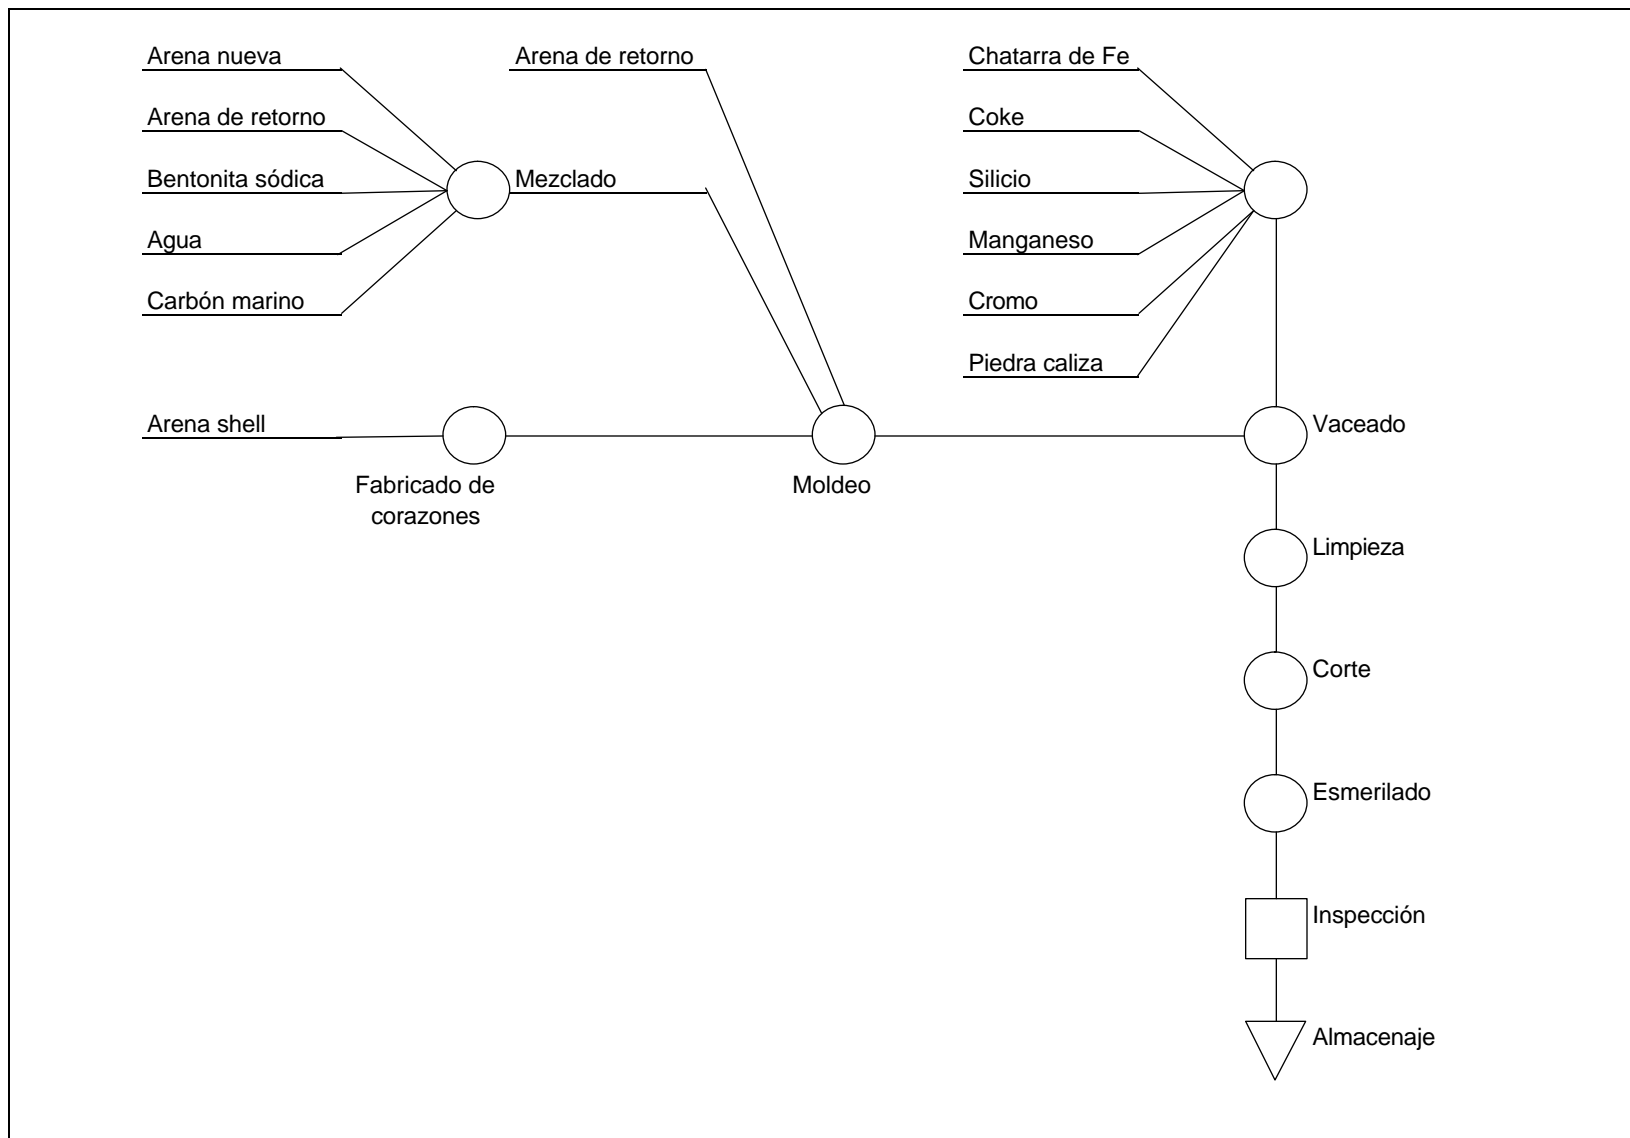 Arena nueva
Arena de retorno
Chatarra de Fe
Arena de retorno
Coke
Bentonita sódica
Mezclado
Silicio
Agua
Manganeso
Carbón marino
Cromo
Piedra caliza
Arena shell
Vaceado
Fabricado de
corazones
Moldeo
Limpieza
Corte
Esmerilado
Inspección
Almacenaje